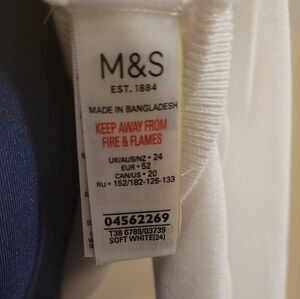 M&S
EST. 1884
MADE IN BANGLADESH
KEEP AWAY FROM
FIRE & FLAMES
UK/AUS/NZ • 24
EUR • 52
CAN/US • 20
RU • 152/182-126-133
04562269
T38 6789/03739
SOFT WHITE(24)